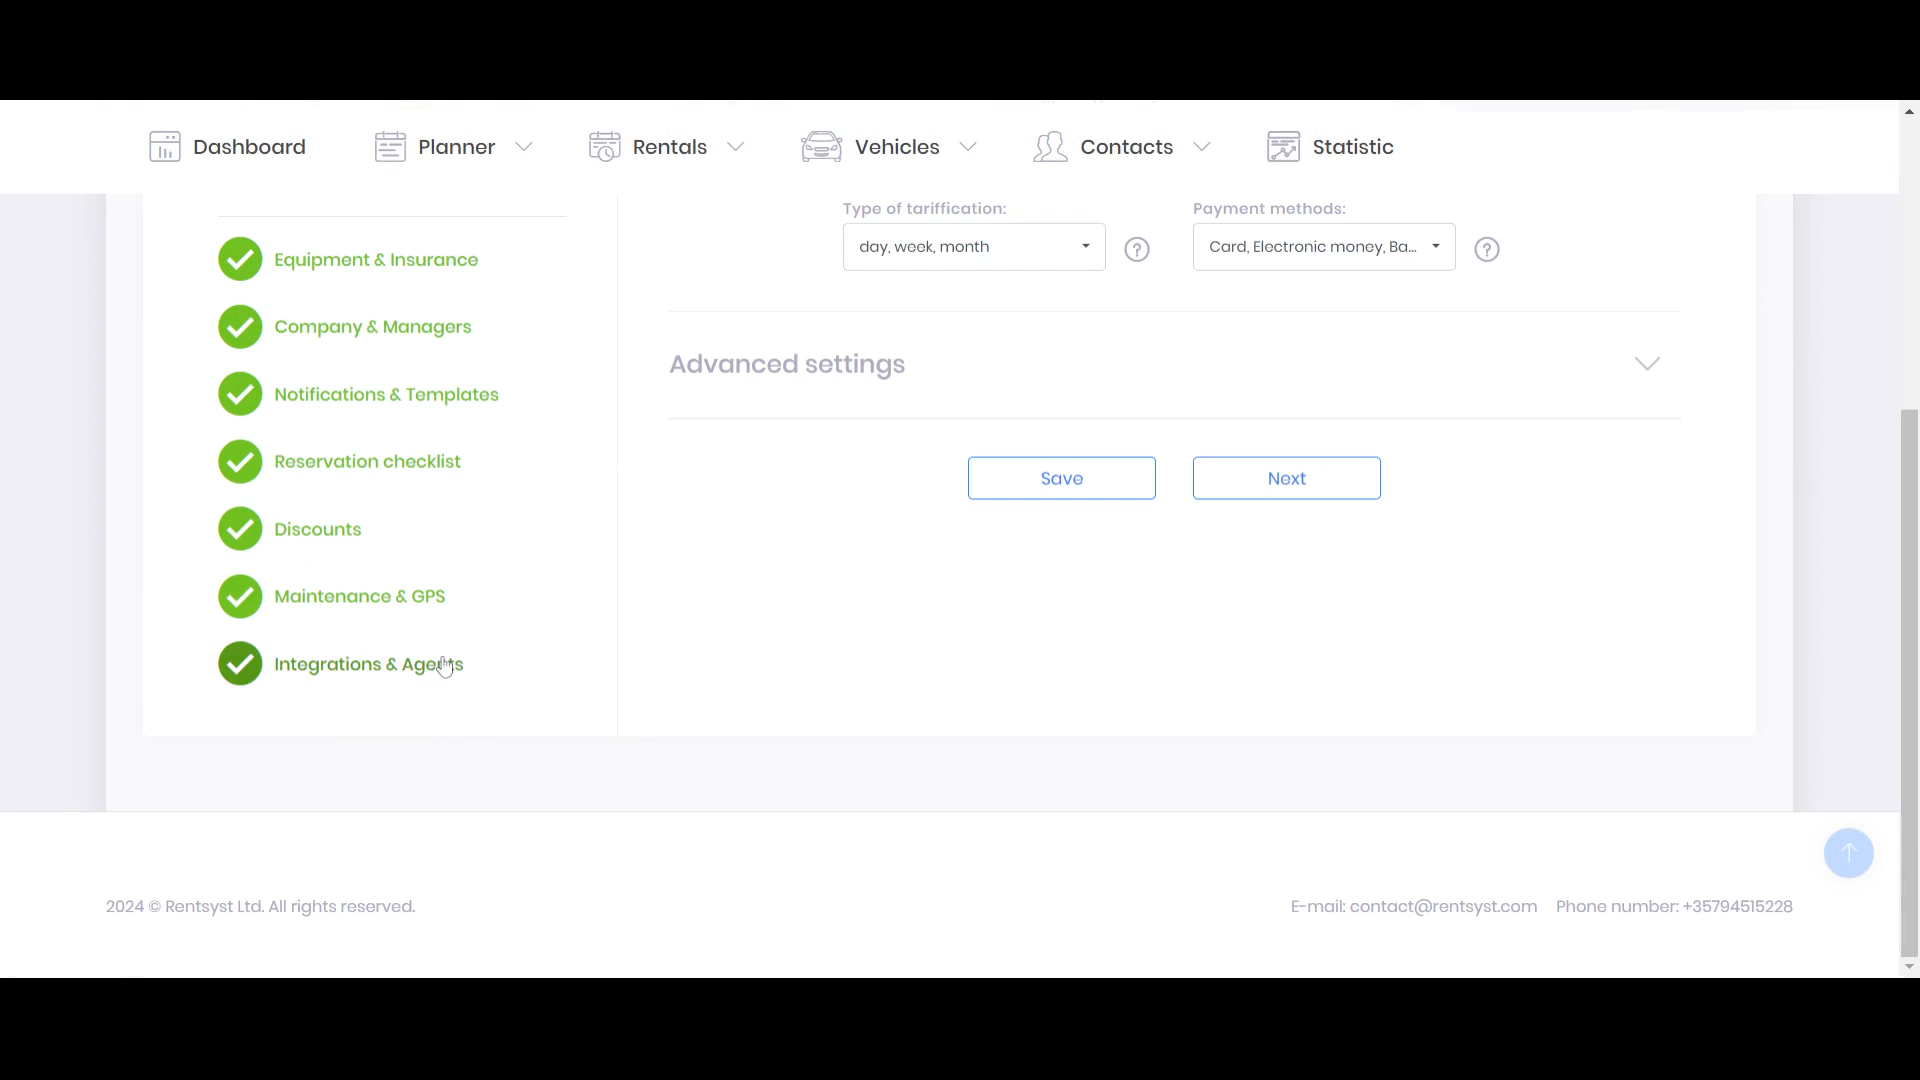 Dashboard
Planner
Rentals
Vehicles
Contacts
Statistic
Equipment & Insurance
Company & Managers
Notifications & Templates
Reservation checklist
Discounts
Maintenance & GPS
Integrations & Agents
Type of tariffication:
day, week, month
?
Payment methods:
Card, Electronic money, Ba...
?
Advanced settings
Save
Next
2024 © Rentsyst Ltd. All rights reserved.
E-mail: contact@rentsyst.com Phone number: +35794515228